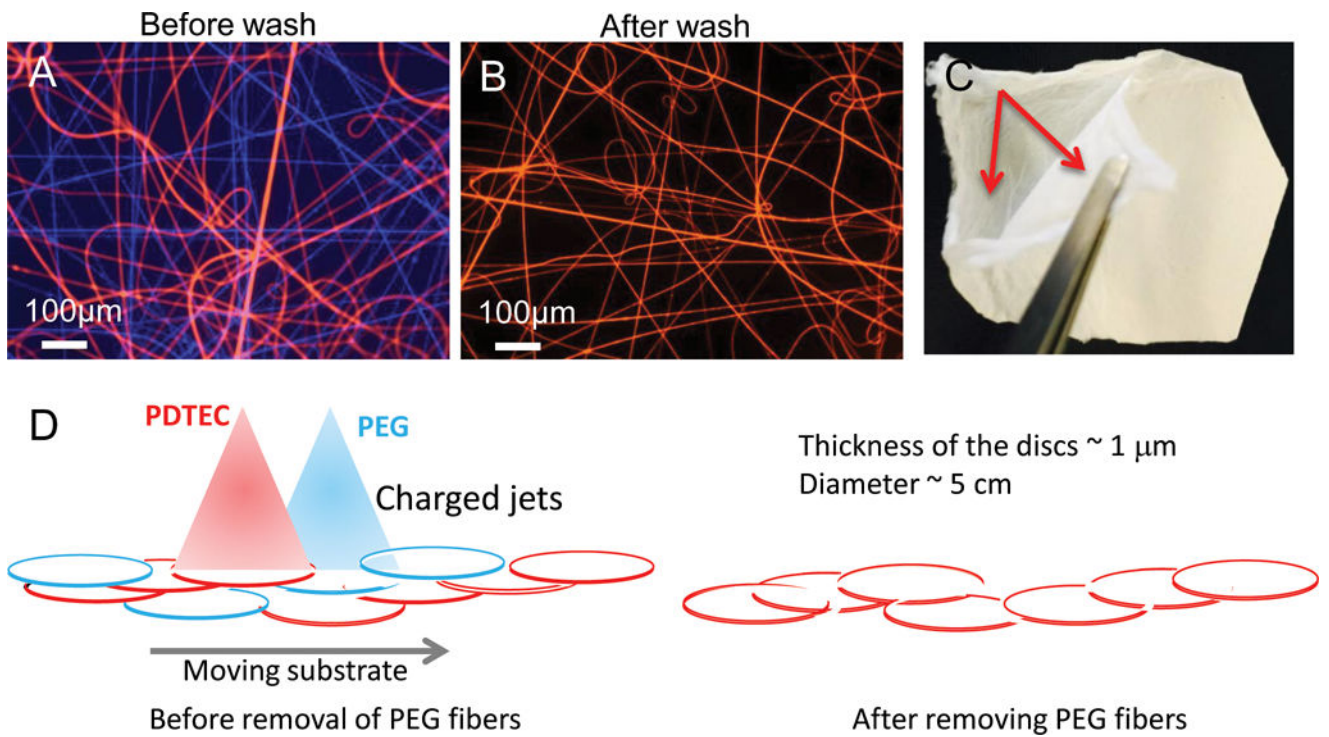 Before wash
After wash
A
B
C
100μm
100μm
D
PDTEC
PEG
Charged jets
Moving substrate
Before removal of PEG fibers
Thickness of the discs ~ 1 μm
Diameter ~ 5 cm
After removing PEG fibers